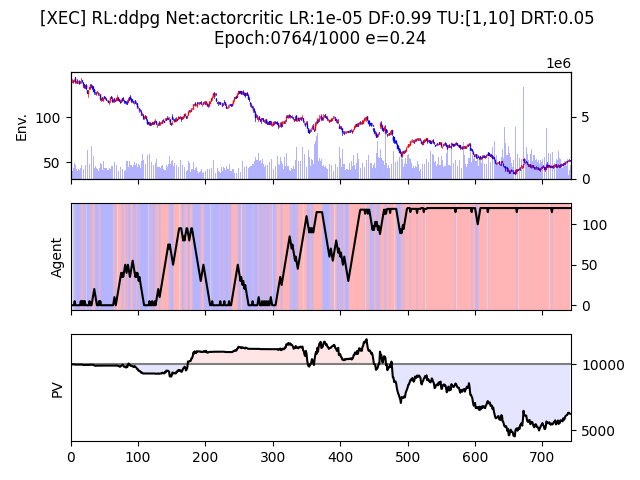 [XEC] RL:ddpg Net:actorcritic LR:1e-05 DF:0.99 TU:[1,10] DRT:0.05
Epoch:0764/1000 e=0.24
1e6
Env.
100
50
5
0
Agent
100
50
0
PV
10000
5000
0 100 200 300 400 500 600 700